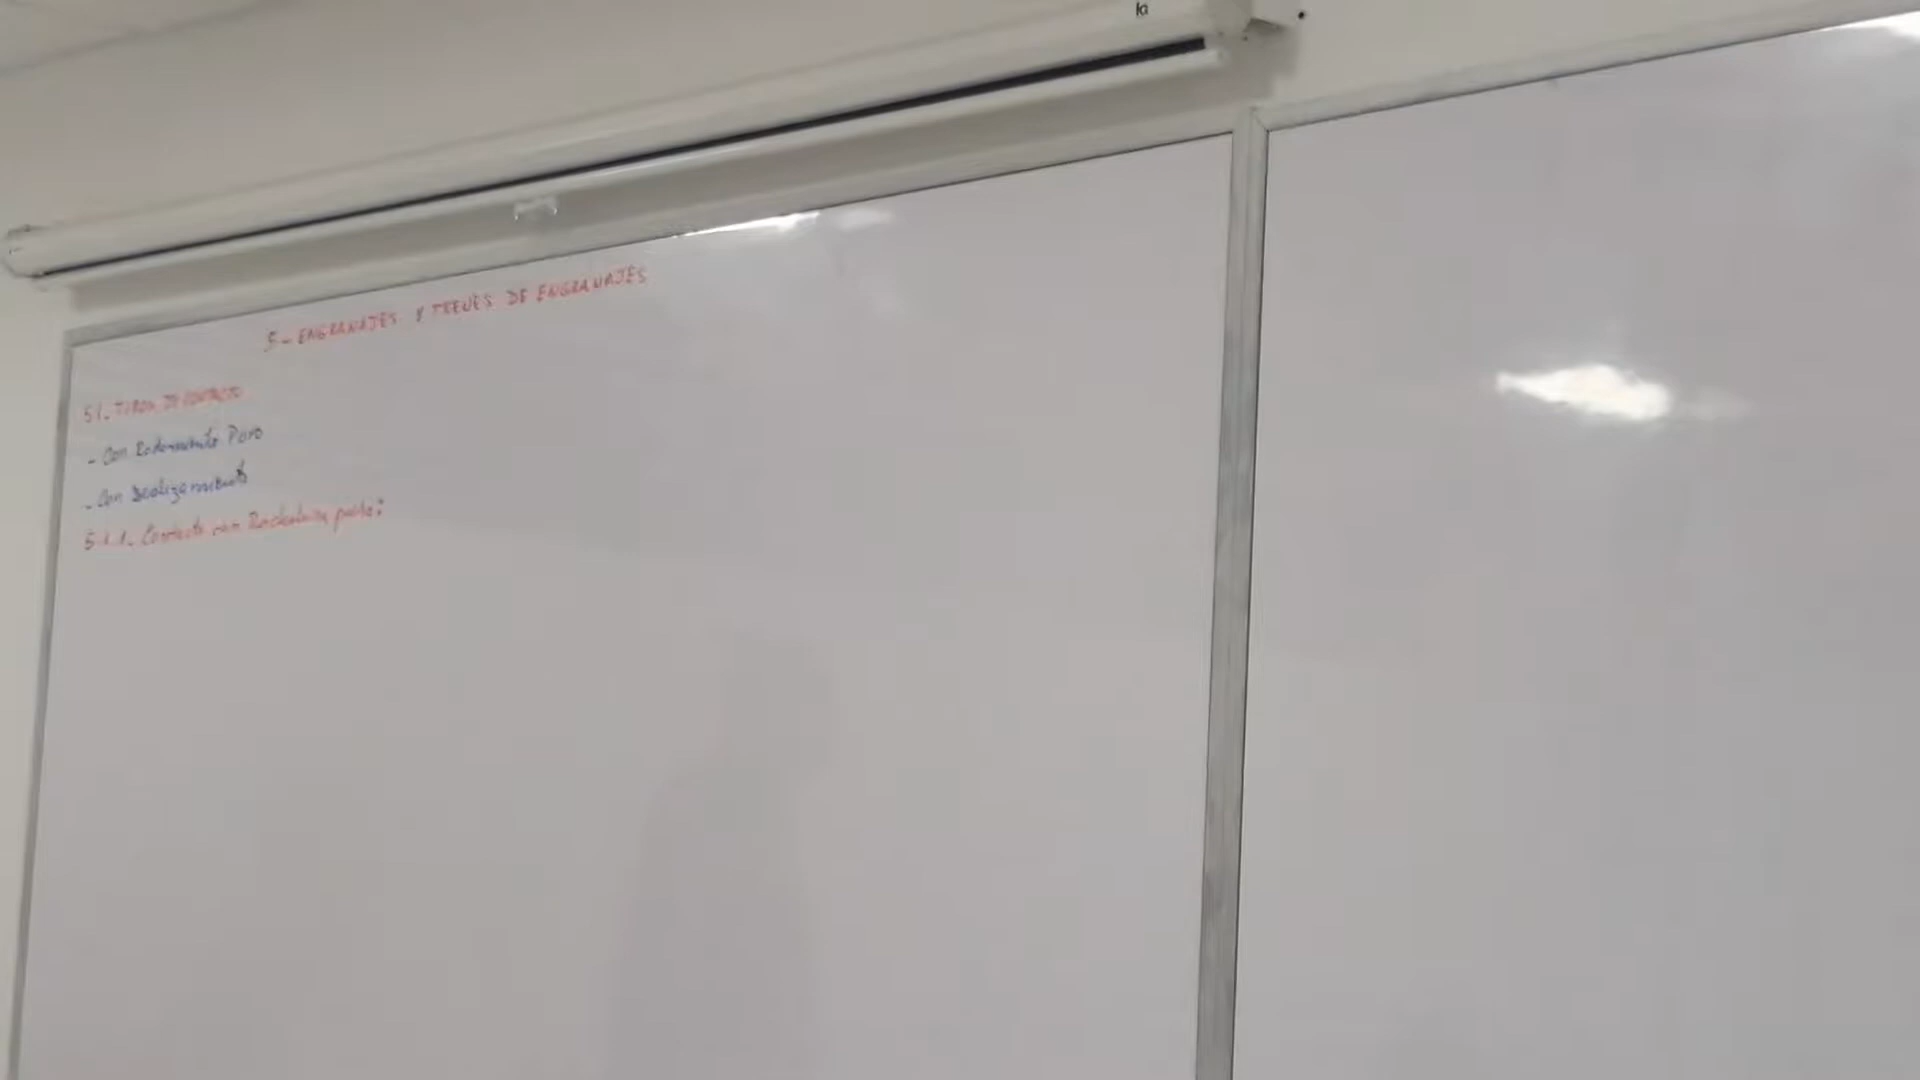 5- ENGRANAJES Y TRENES DE ENGRANAJES
5.1- TIPOS DE CONTACTO
- Con Rodamiento Puro
- Con Deslizamiento
5.1.1- Contacto con Rodadura pura: